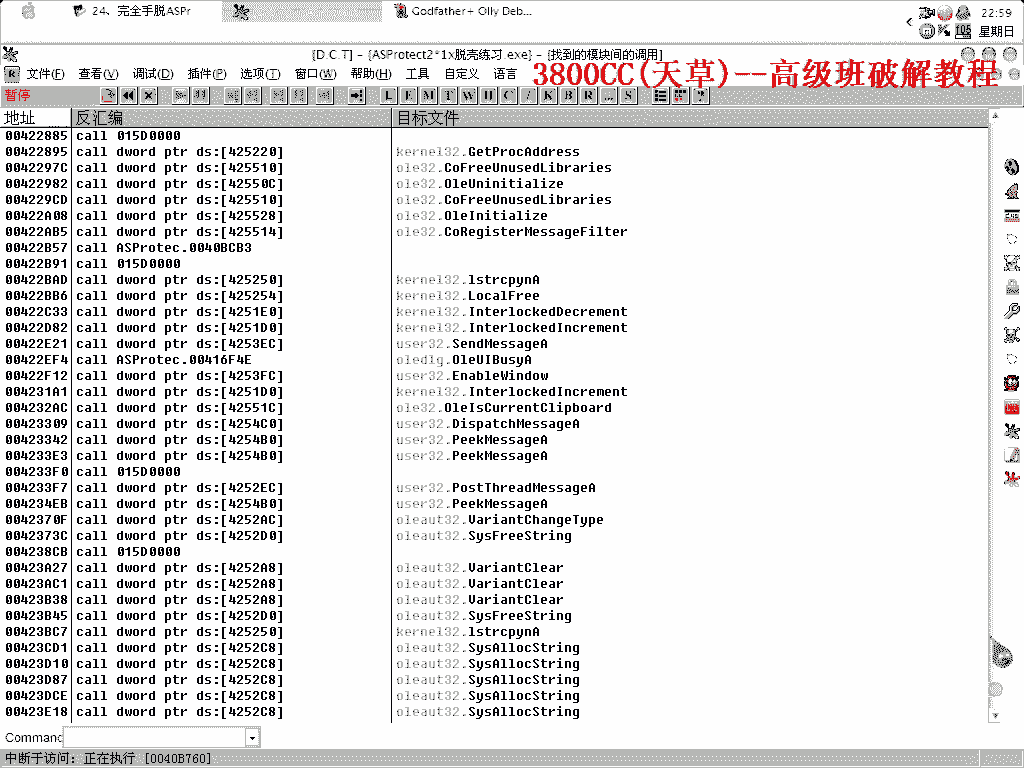 24、完全手脱ASPr
Godfather+ Olly Deb...
22:59
105 星期日
[D.C.T] - {ASProtect2*1x脱壳练习.exe} - {找到的模块间的调用]
文件(F) 查看(V) 调试(D) 插件(P) 选项(T) 窗口(W) 帮助(H) 工具 自定义 语言
3800CC(天草)--高级班破解教程
暂停 L E M T W H C / K B R ... S ?
地址 反汇编 目标文件
00422885 call 015D0000
00422895 call dword ptr ds:[425220] kernel32.GetProcAddress
0042297C call dword ptr ds:[425510] ole32.CoFreeUnusedLibraries
00422982 call dword ptr ds:[42550C] ole32.OleUninitialize
004229CD call dword ptr ds:[425510] ole32.CoFreeUnusedLibraries
00422A08 call dword ptr ds:[425528] ole32.OleInitialize
00422AB5 call dword ptr ds:[425514] ole32.CoRegisterMessageFilter
00422B57 call ASProtec.0040BCB3
00422B91 call 015D0000
00422BAD call dword ptr ds:[425250] kernel32.lstrcpynA
00422BB6 call dword ptr ds:[425254] kernel32.LocalFree
00422C33 call dword ptr ds:[4251E0] kernel32.InterlockedDecrement
00422D82 call dword ptr ds:[4251D0] kernel32.InterlockedIncrement
00422E21 call dword ptr ds:[4253EC] user32.SendMessageA
00422EF4 call ASProtec.00416F4E oledlg.OleUIBusyA
00422F12 call dword ptr ds:[4253FC] user32.EnableWindow
004231A1 call dword ptr ds:[4251D0] kernel32.InterlockedIncrement
004232AC call dword ptr ds:[42551C] ole32.OleIsCurrentClipboard
00423309 call dword ptr ds:[4254C0] user32.DispatchMessageA
00423342 call dword ptr ds:[4254B0] user32.PeekMessageA
004233E3 call dword ptr ds:[4254B0] user32.PeekMessageA
004233F0 call 015D0000
004233F7 call dword ptr ds:[4252EC] user32.PostThreadMessageA
004234EB call dword ptr ds:[4254B0] user32.PeekMessageA
0042370F call dword ptr ds:[4252AC] oleaut32.VariantChangeType
0042373C call dword ptr ds:[4252D0] oleaut32.SysFreeString
004238CB call 015D0000
00423A27 call dword ptr ds:[4252A8] oleaut32.VariantClear
00423AC1 call dword ptr ds:[4252A8] oleaut32.VariantClear
00423B38 call dword ptr ds:[4252A8] oleaut32.VariantClear
00423B45 call dword ptr ds:[4252D0] oleaut32.SysFreeString
00423BC7 call dword ptr ds:[425250] kernel32.lstrcpynA
00423CD1 call dword ptr ds:[4252C8] oleaut32.SysAllocString
00423D10 call dword ptr ds:[4252C8] oleaut32.SysAllocString
00423D87 call dword ptr ds:[4252C8] oleaut32.SysAllocString
00423DCE call dword ptr ds:[4252C8] oleaut32.SysAllocString
00423E18 call dword ptr ds:[4252C8] oleaut32.SysAllocString
Command
中断于访问: 正在执行 [0040B760]